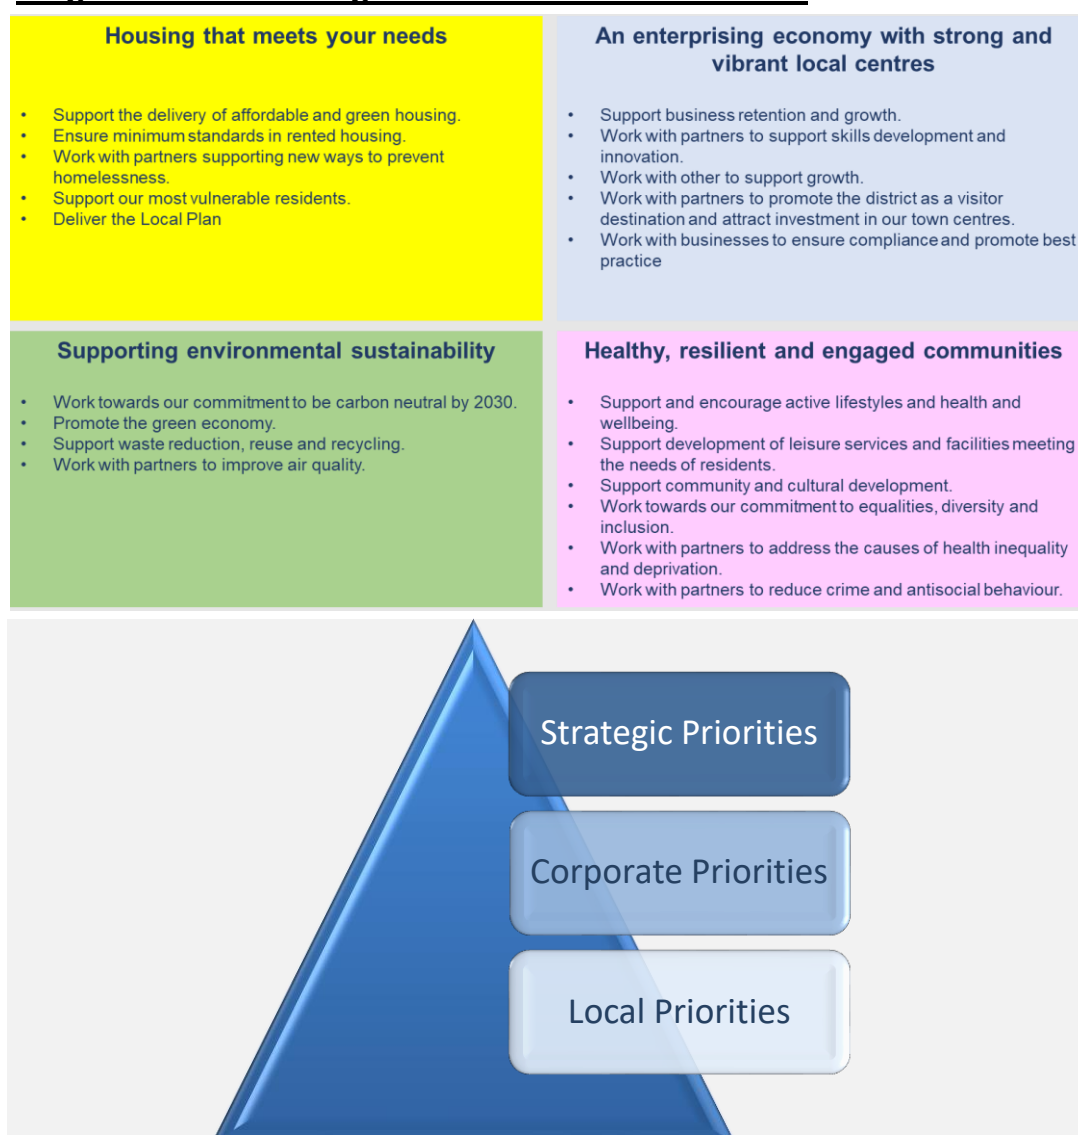 Housing that meets your needs
• Support the delivery of affordable and green housing.
• Ensure minimum standards in rented housing.
• Work with partners supporting new ways to prevent
homelessness.
• Support our most vulnerable residents.
• Deliver the Local Plan
An enterprising economy with strong and
vibrant local centres
• Support business retention and growth.
• Work with partners to support skills development and
innovation.
• Work with other to support growth.
• Work with partners to promote the district as a visitor
destination and attract investment in our town centres.
• Work with businesses to ensure compliance and promote best
practice
Supporting environmental sustainability
• Work towards our commitment to be carbon neutral by 2030.
• Promote the green economy.
• Support waste reduction, reuse and recycling.
• Work with partners to improve air quality.
Healthy, resilient and engaged communities
• Support and encourage active lifestyles and health and
wellbeing.
• Support development of leisure services and facilities meeting
the needs of residents.
• Support community and cultural development.
• Work towards our commitment to equalities, diversity and
inclusion.
• Work with partners to address the causes of health inequality
and deprivation.
• Work with partners to reduce crime and antisocial behaviour.
Strategic Priorities
Corporate Priorities
Local Priorities